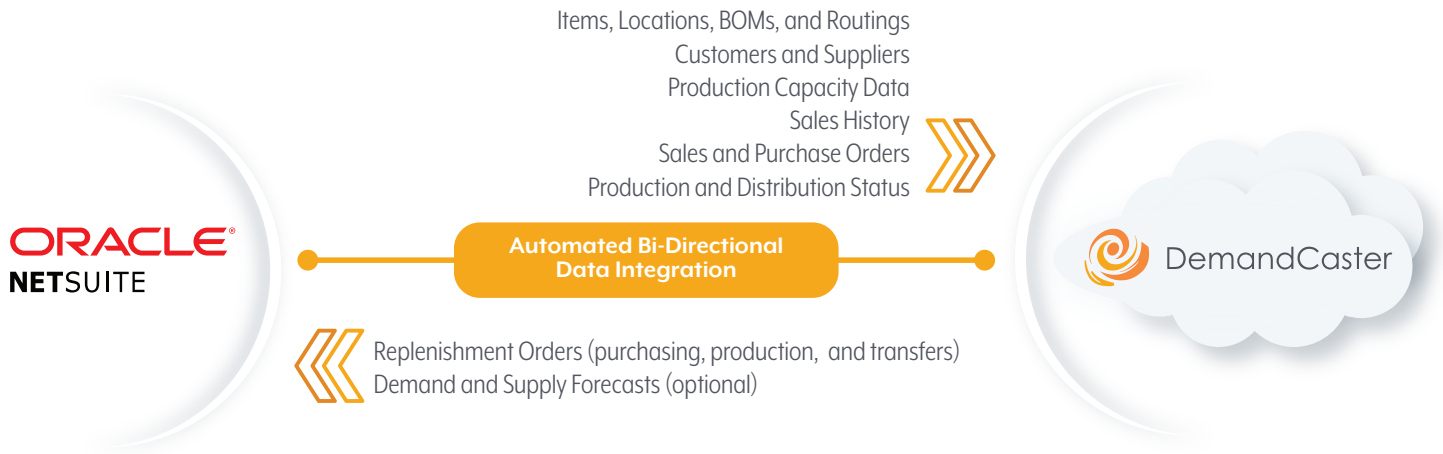 Items, Locations, BOMs, and Routings
Customers and Suppliers
Production Capacity Data
Sales History
Sales and Purchase Orders
Production and Distribution Status
ORACLE®
NETSUITE
Automated Bi-Directional
Data Integration
DemandCaster
Replenishment Orders (purchasing, production, and transfers)
Demand and Supply Forecasts (optional)